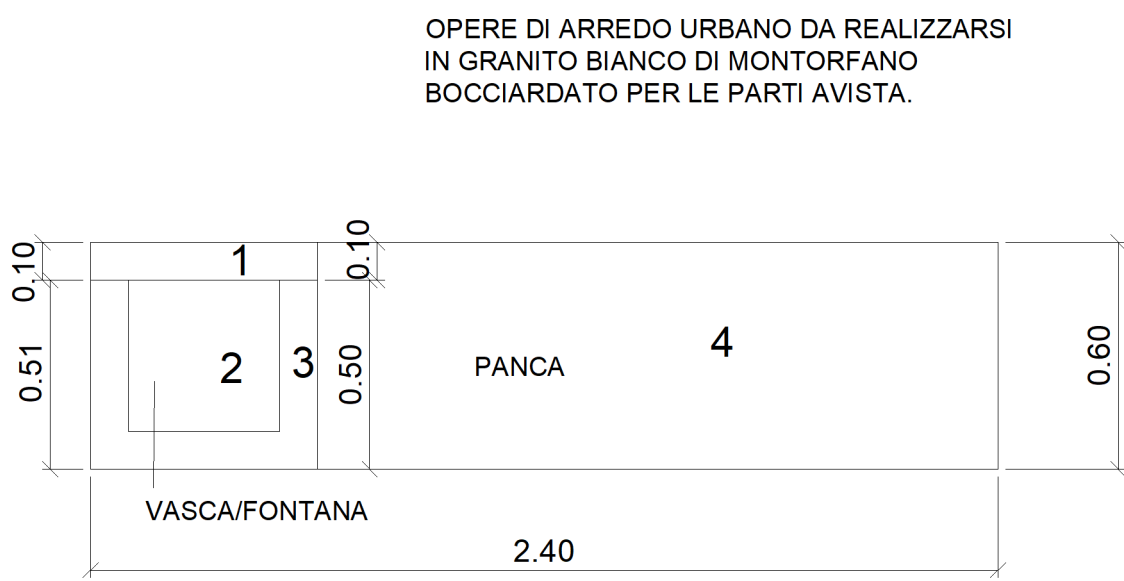 OPERE DI ARREDO URBANO DA REALIZZARSI
IN GRANITO BIANCO DI MONTORFANO
BOCCIARDATO PER LE PARTI AVISTA.
0.10
1
0.10
0.51
2
3
0.50
PANCA
4
0.60
VASCA/FONTANA
2.40